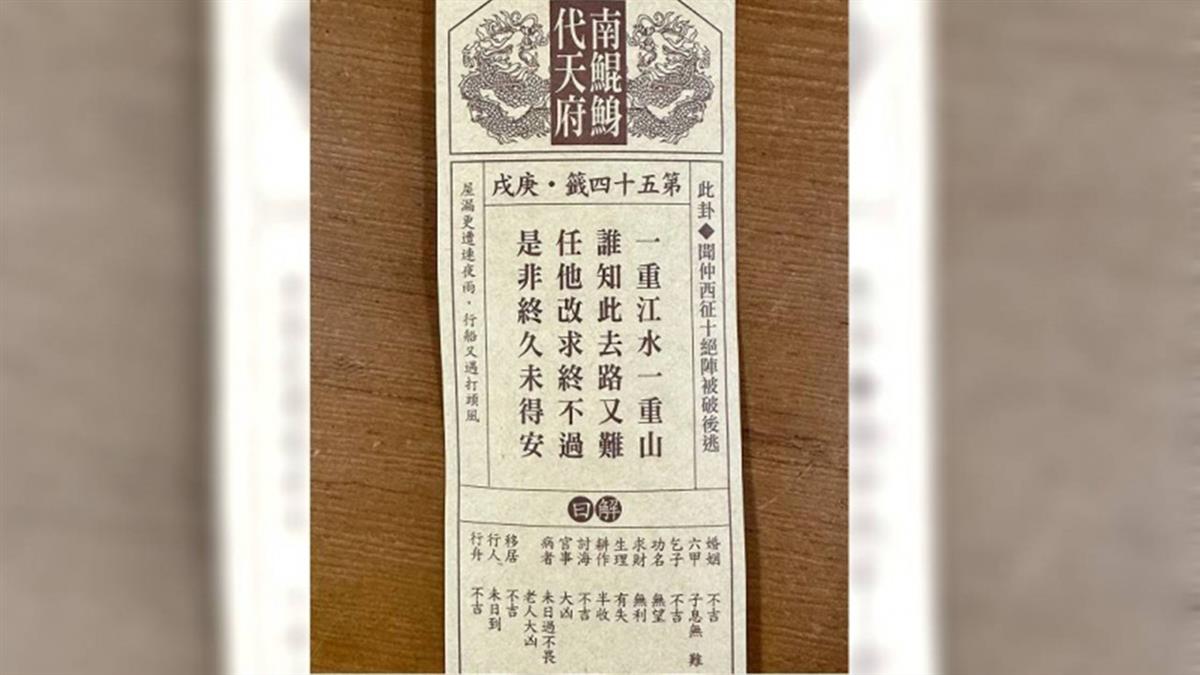 南鯤鯓
代天府
第五十四籤・庚戌
此卦◆聞仲西征十絕陣被破後逃
一重江水一重山
誰知此去路又難
任他改求終不過
是非終久未得安
屋漏更遭連夜雨．行船又遇打頭風
解曰
婚姻 不吉
六甲 子息無 難
乞子 不吉
功名 無望
求財 無利
生理 有失
耕作 半收
討海 不吉
官事 大凶
病者 未日過不畏
老人大凶
移居 不吉
行人 未日到
行舟 不吉